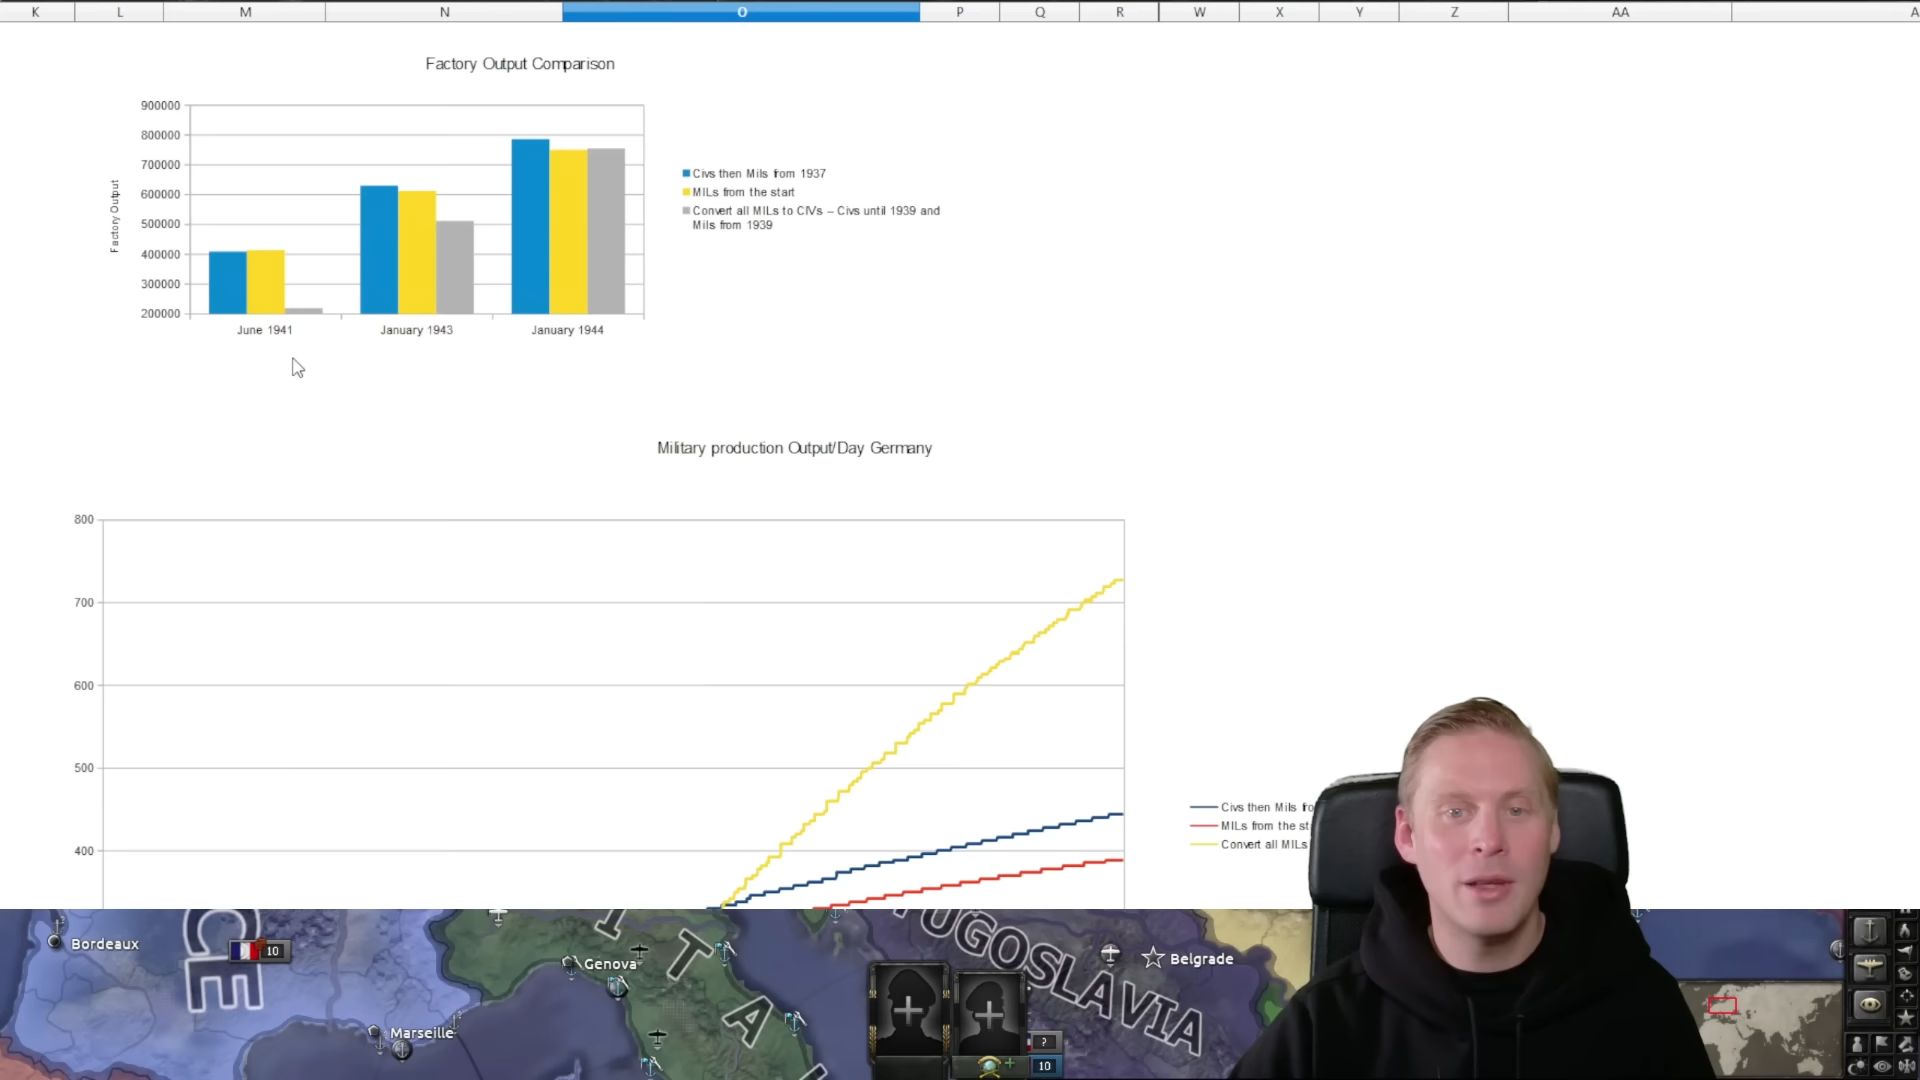 K L M N O P Q R W X Y Z AA A
Factory Output Comparison
900000
800000
700000
600000
500000
400000
300000
200000
Factory Output
June 1941
January 1943
January 1944
Civs then Mils from 1937
MILs from the start
Convert all MILs to CIVs – Civs until 1939 and
Mils from 1939
Military production Output/Day Germany
800
700
600
500
400
Civs then Mils fro
MILs from the st
Convert all MILs
Bordeaux
CE
10
Genova
ITA
Marseille
YUGOSLAVIA
Belgrade
?
10